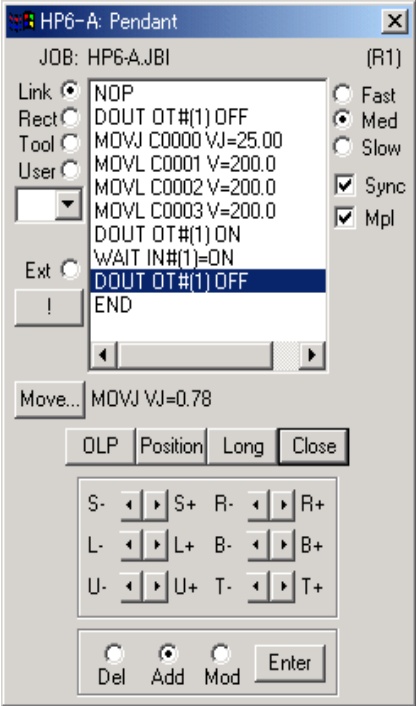 HP6-A: Pendant
JOB: HP6-A.JBI (R1)
Link
Rect
Tool
User
Ext
!
NOP
DOUT OT#(1) OFF
MOVJ C0000 VJ=25.00
MOVL C0001 V=200.0
MOVL C0002 V=200.0
MOVL C0003 V=200.0
DOUT OT#(1) ON
WAIT IN#(1)=ON
DOUT OT#(1) OFF
END
Fast
Med
Slow
Sync
Mpl
Move... MOVJ VJ=0.78
OLP Position Long Close
S- S+ R- R+
L- L+ B- B+
U- U+ T- T+
Del Add Mod Enter